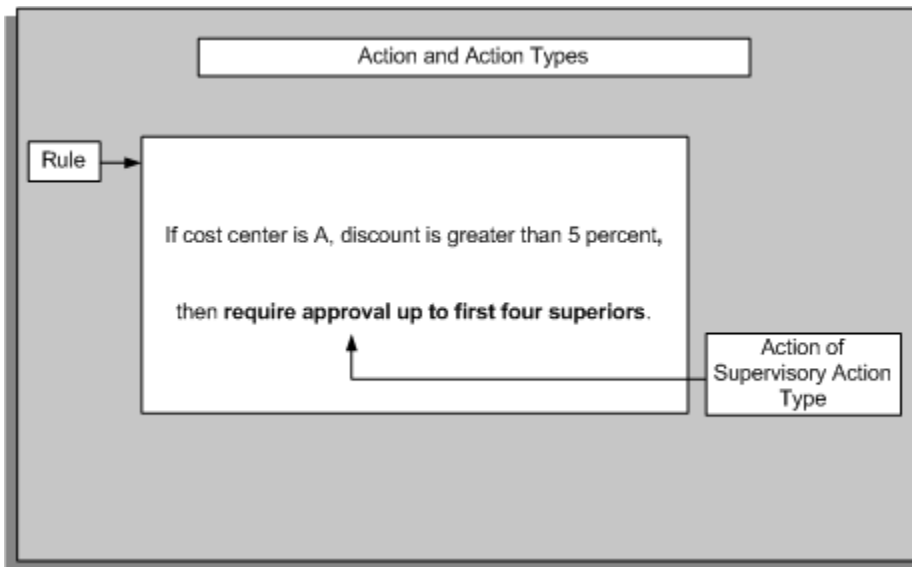 Action and Action Types
Rule
If cost center is A, discount is greater than 5 percent,
then require approval up to first four superiors.
Action of
Supervisory Action
Type